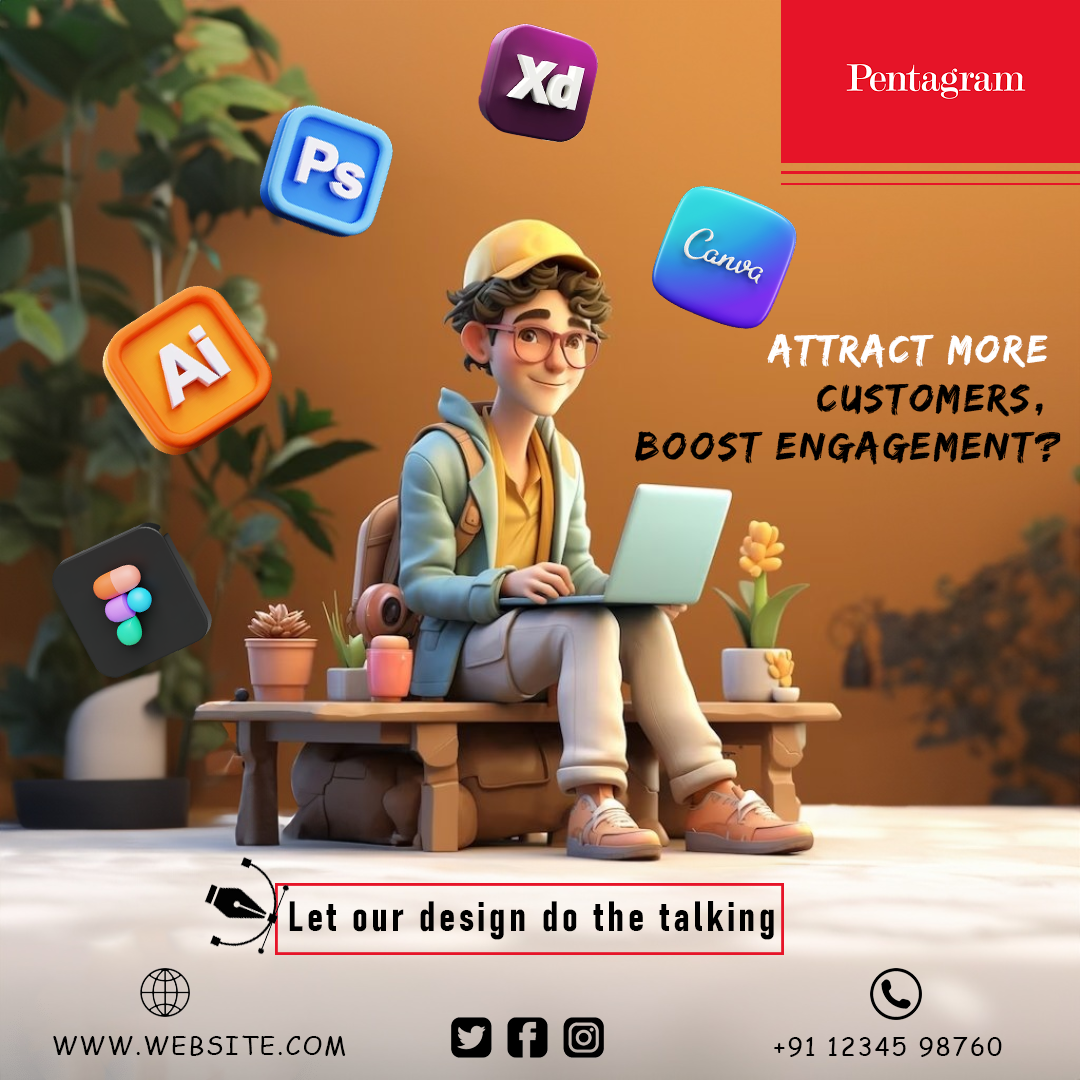 Xd
Pentagram
Ps
Canva
Ai
ATTRACT MORE
CUSTOMERS,
BOOST ENGAGEMENT?
Let our design do the talking
WWW.WEBSITE.COM
+91 12345 98760